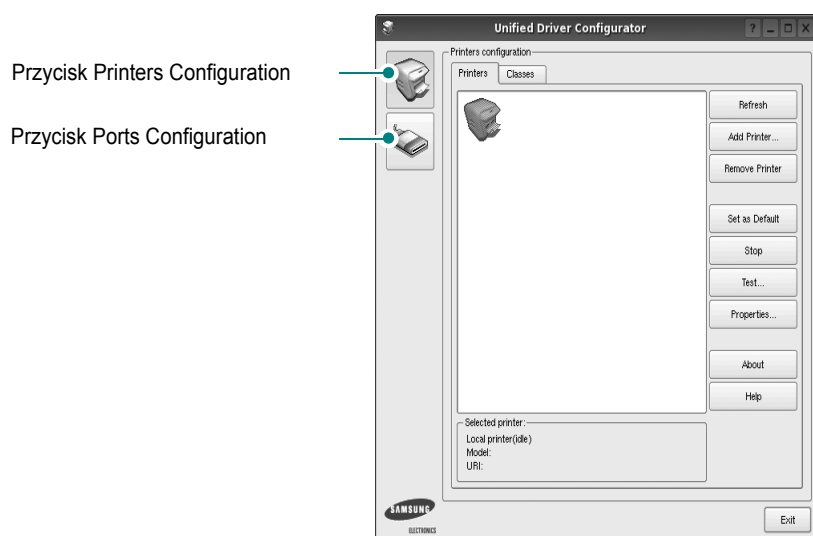 Unified Driver Configurator
Przycisk Printers Configuration
Przycisk Ports Configuration
Printers configuration
Printers
Classes
Refresh
Add Printer...
Remove Printer
Set as Default
Stop
Test...
Properties...
About
Help
Selected printer:
Local printer(idle)
Model:
URI:
SAMSUNG
ELECTRONICS
Exit